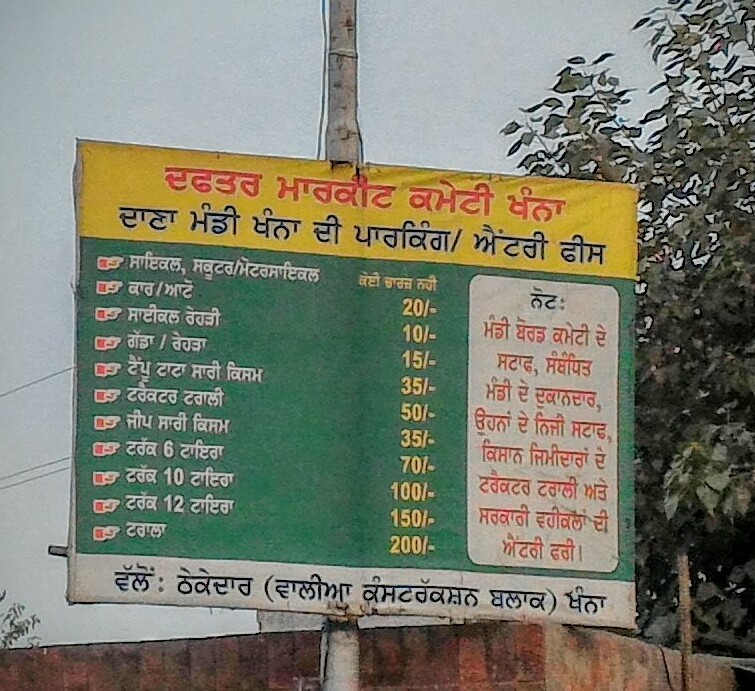 ਦਫਤਰ ਮਾਰਕੀਟ ਕਮੇਟੀ ਖੰਨਾ
ਦਾਣਾ ਮੰਡੀ ਖੰਨਾ ਦੀ ਪਾਰਕਿੰਗ/ ਐਂਟਰੀ ਫੀਸ
ਸਾਇਕਲ, ਸਕੂਟਰ/ਮੋਟਰਸਾਇਕਲ ਕੋਈ ਚਾਰਜ ਨਹੀ
ਕਾਰ/ਆਟੋ 20/-
ਸਾਈਕਲ ਰੇਹੜੀ 10/-
ਗੱਡਾ / ਰੇਹੜਾ 15/-
ਟੈਂਪੂ ਟਾਟਾ ਸਾਰੀ ਕਿਸਮ 35/-
ਟਰੈਕਟਰ ਟਰਾਲੀ 50/-
ਜੀਪ ਸਾਰੀ ਕਿਸਮ 35/-
ਟਰੱਕ 6 ਟਾਇਰਾ 70/-
ਟਰੱਕ 10 ਟਾਇਰਾ 100/-
ਟਰੱਕ 12 ਟਾਇਰਾ 150/-
ਟਰਾਲਾ 200/-
ਨੋਟ:
ਮੰਡੀ ਬੋਰਡ ਕਮੇਟੀ ਦੇ
ਸਟਾਫ, ਸੰਬੰਧਿਤ
ਮੰਡੀ ਦੇ ਦੁਕਾਨਦਾਰ,
ਉਹਨਾਂ ਦੇ ਨਿਜੀ ਸਟਾਫ,
ਕਿਸਾਨ ਜਿਮੀਦਾਰਾਂ ਦੇ
ਟਰੈਕਟਰ ਟਰਾਲੀ ਅਤੇ
ਸਰਕਾਰੀ ਵਹੀਕਲਾਂ ਦੀ
ਐਂਟਰੀ ਫਰੀ।
ਵੱਲੋਂ: ਠੇਕੇਦਾਰ (ਵਾਲੀਆ ਕੰਸਟਰੱਕਸ਼ਨ ਬਲਾਕ) ਖੰਨਾ